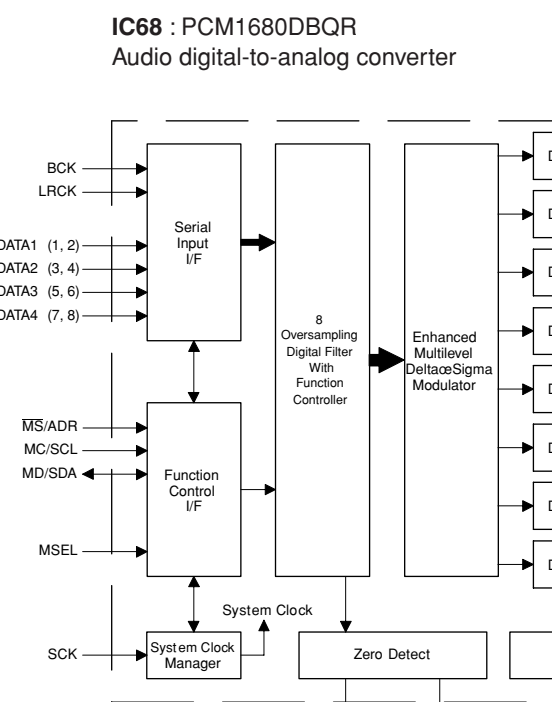 IC68 : PCM1680DBQR
Audio digital-to-analog converter
BCK
LRCK
DATA1 (1, 2)
DATA2 (3, 4)
DATA3 (5, 6)
DATA4 (7, 8)
Serial
Input
I/F
8
Oversampling
Digital Filter
With
Function
Controller
Enhanced
Multilevel
DeltaœSigma
Modulator
D
D
D
D
D
D
D
D
MS/ADR
MC/SCL
MD/SDA
MSEL
Function
Control
I/F
System Clock
SCK
System Clock
Manager
Zero Detect